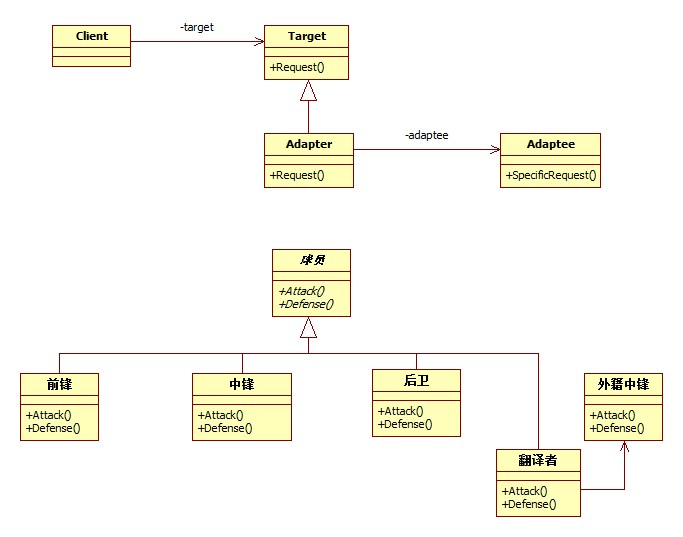 Client
-target
Target
+Request()
Adapter
+Request()
-adaptee
Adaptee
+SpecificRequest()
球员
+Attack()
+Defense()
前锋
+Attack()
+Defense()
中锋
+Attack()
+Defense()
后卫
+Attack()
+Defense()
外籍中锋
+Attack()
+Defense()
翻译者
+Attack()
+Defense()